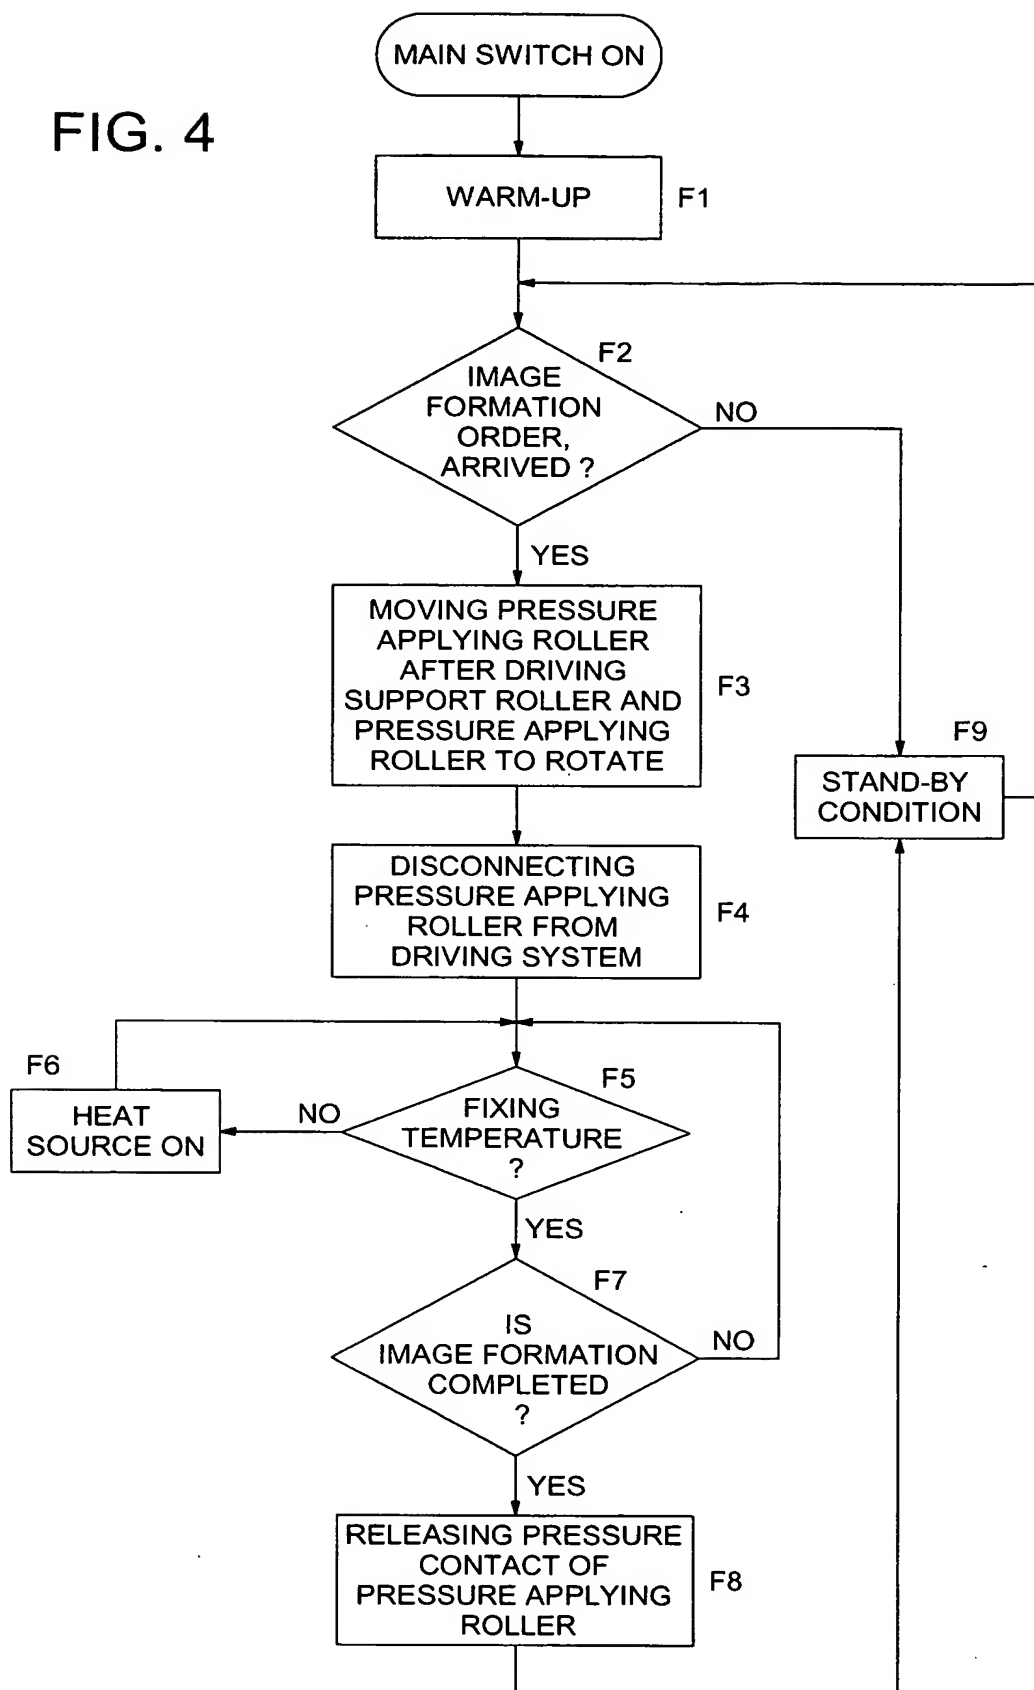 MAIN SWITCH ON
FIG. 4
WARM-UP
F1
F2
IMAGE
FORMATION
ORDER,
ARRIVED ?
NO
YES
MOVING PRESSURE
APPLYING ROLLER
AFTER DRIVING
SUPPORT ROLLER AND
PRESSURE APPLYING
ROLLER TO ROTATE
F3
F9
STAND-BY
CONDITION
DISCONNECTING
PRESSURE APPLYING
ROLLER FROM
DRIVING SYSTEM
F4
F6
HEAT
SOURCE ON
NO
F5
FIXING
TEMPERATURE
?
YES
F7
IS
IMAGE FORMATION
COMPLETED
?
NO
YES
RELEASING PRESSURE
CONTACT OF
PRESSURE APPLYING
ROLLER
F8